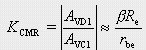 K_CMR = |A_VD1 / A_VC1| ≈ βR_e / r_be